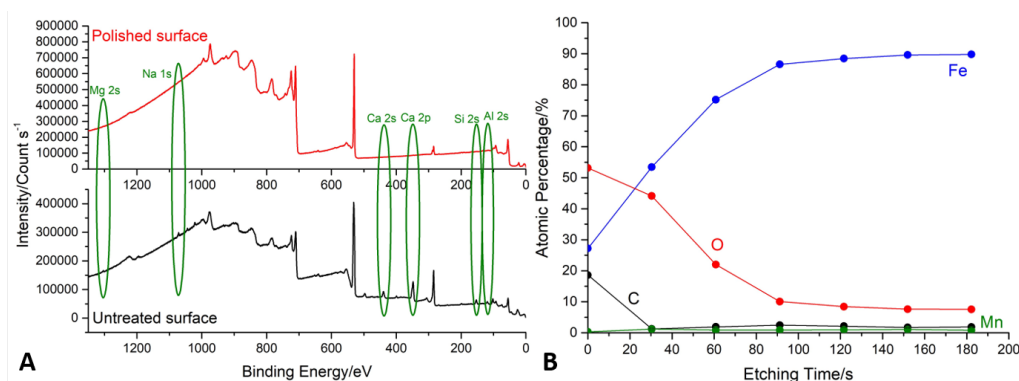 Intensity/Count s⁻¹
900000
800000
700000
600000
500000
400000
300000
200000
100000
0
Polished surface
Mg 2s
Na 1s
Ca 2s
Ca 2p
Si 2s
Al 2s
1200
1000
800
600
400
200
0
400000
300000
200000
100000
0
Untreated surface
1200
1000
800
600
400
200
0
Binding Energy/eV
A
Atomic Percentage/%
100
90
80
70
60
50
40
30
20
10
0
Fe
O
C
Mn
0
20
40
60
80
100
120
140
160
180
200
Etching Time/s
B